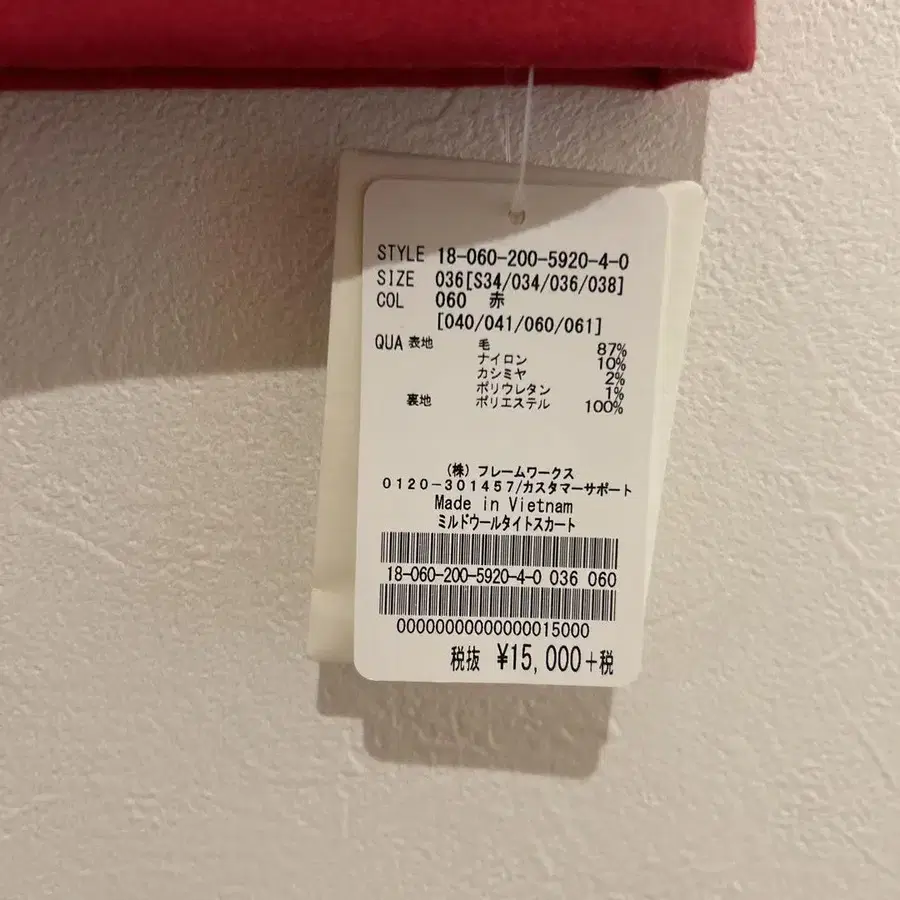 STYLE 18-060-200-5920-4-0
SIZE 036[S34/034/036/038]
COL 060 赤
[040/041/060/061]
QUA 表地 毛 87%
ナイロン 10%
カシミヤ 2%
ポリウレタン 1%
裏地 ポリエステル 100%
(株) フレームワークス
0120-301457/カスタマーサポート
Made in Vietnam
ミルドウールタイトスカート
18-060-200-5920-4-0 036 060
00000000000000015000
税抜 ¥15,000+税